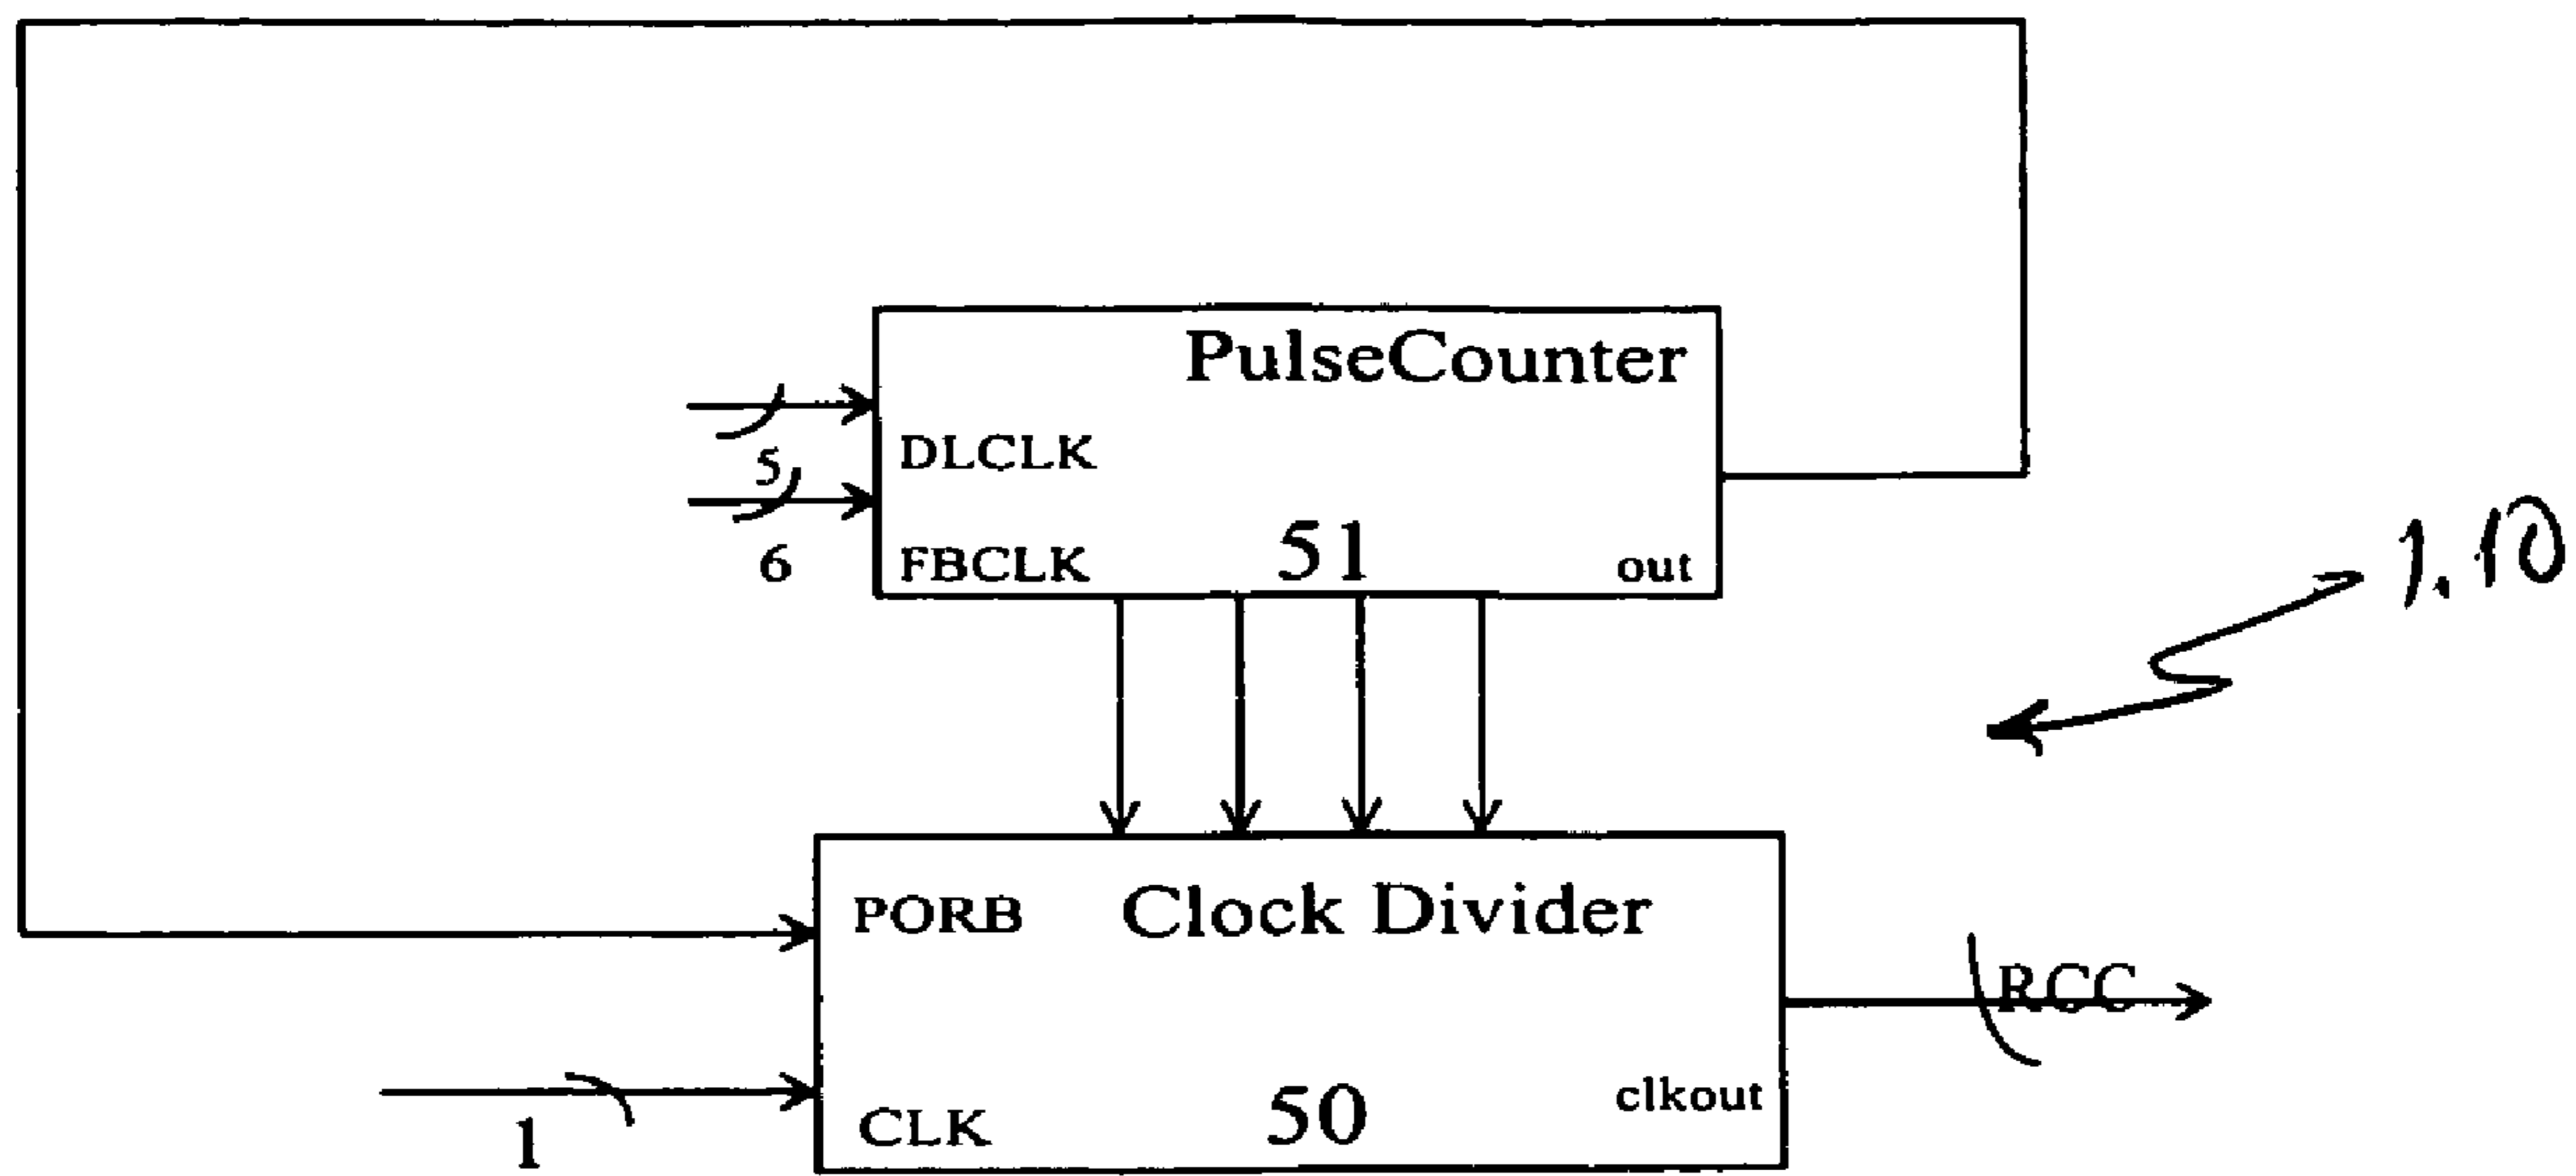 PulseCounter
5
DLCLK
6
FBCLK
51
out
1.10
PORB
Clock Divider
RCC
1
CLK
50
clkout